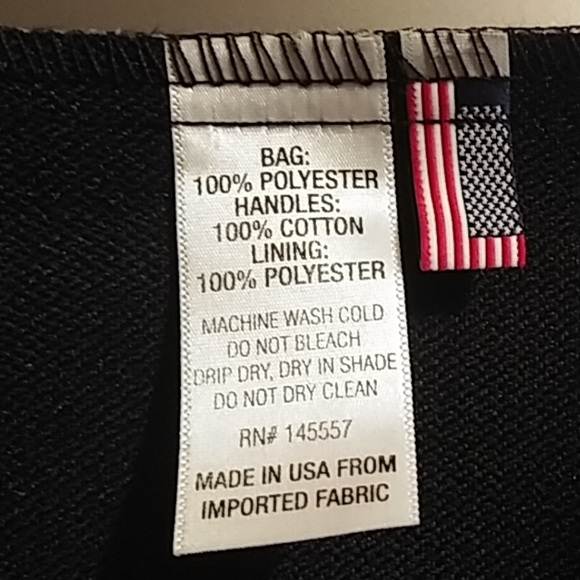 BAG:
100% POLYESTER
HANDLES:
100% COTTON
LINING:
100% POLYESTER
MACHINE WASH COLD
DO NOT BLEACH
DRIP DRY, DRY IN SHADE
DO NOT DRY CLEAN
RN# 145557
MADE IN USA FROM
IMPORTED FABRIC